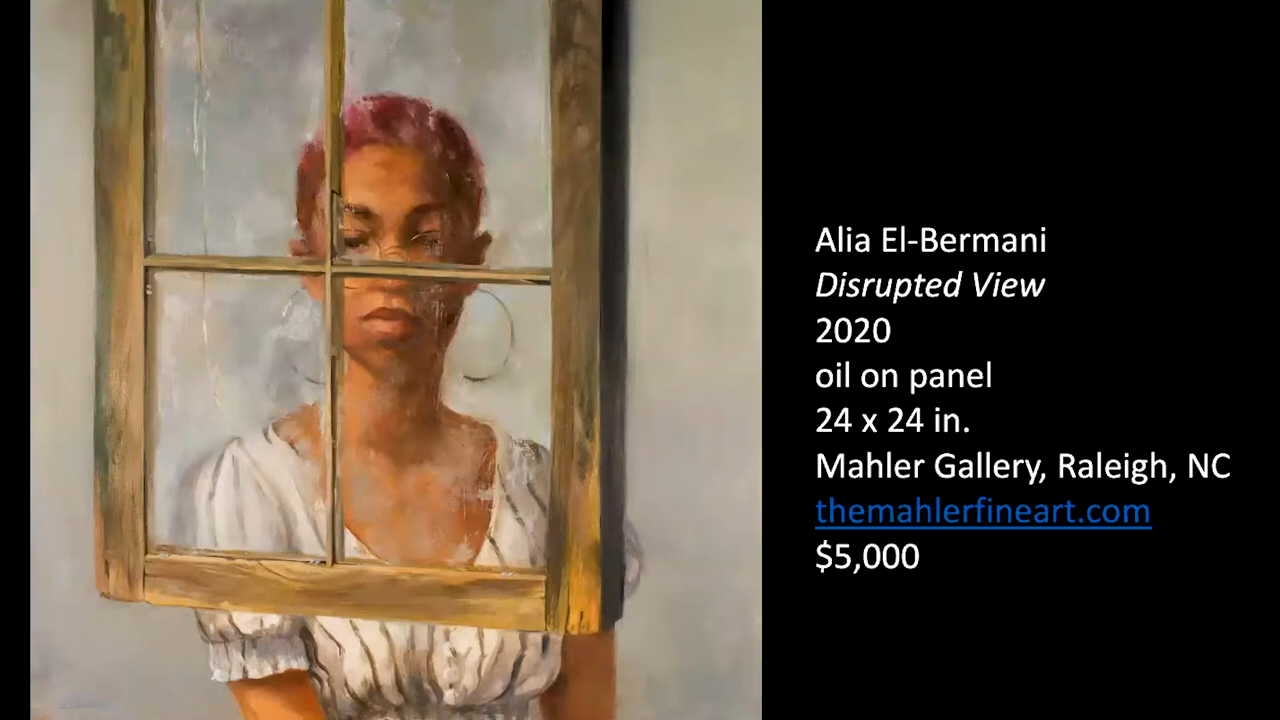 Alia El-Bermani
Disrupted View
2020
oil on panel
24 x 24 in.
Mahler Gallery, Raleigh, NC
themahlerfineart.com
$5,000